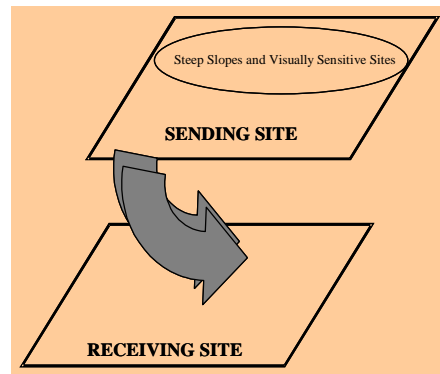 Steep Slopes and Visually Sensitive Sites
SENDING SITE
RECEIVING SITE